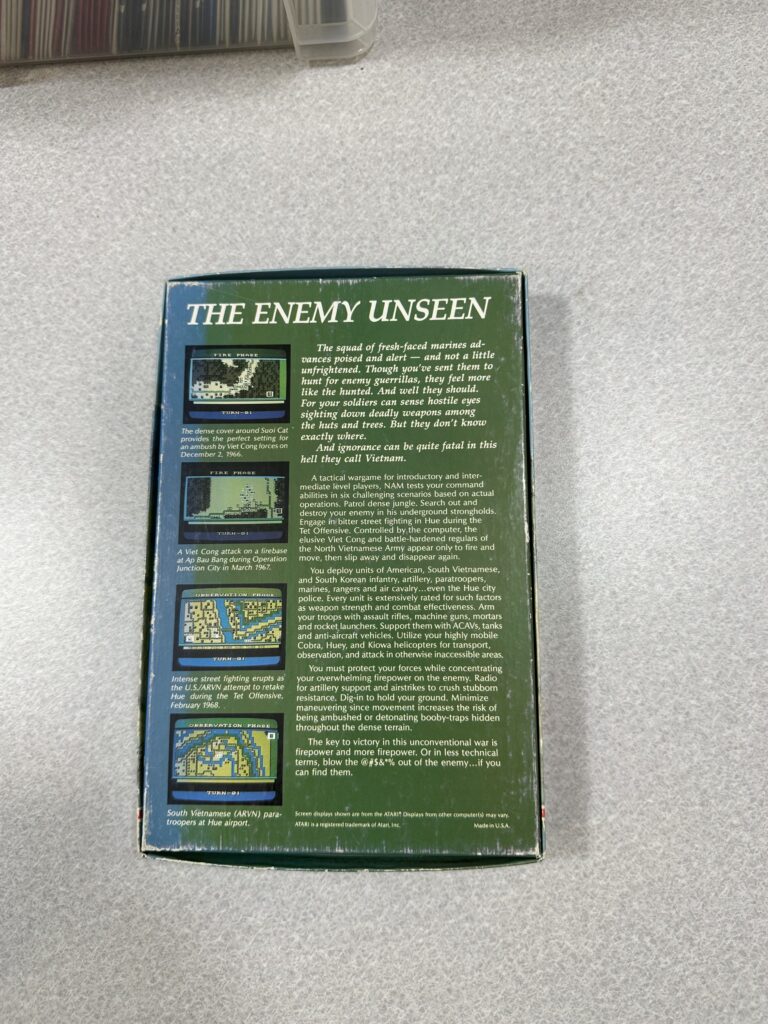 THE ENEMY UNSEEN
FIRE PHASE
TURN-01
The dense cover around Suoi Cat
provides the perfect setting for
an ambush by Viet Cong forces on
December 2, 1966.
FIRE PHASE
TURN-01
A Viet Cong attack on a firebase
at Ap Bau Bang during Operation
Junction City in March 1967.
OBSERVATION PHASE
TURN-01
Intense street fighting erupts as
the U.S./ARVN attempt to retake
Hue during the Tet Offensive,
February 1968.
OBSERVATION PHASE
TURN-01
South Vietnamese (ARVN) para-
troopers at Hue airport.
The squad of fresh-faced marines ad-
vances poised and alert — and not a little
unfrightened. Though you've sent them to
hunt for enemy guerrillas, they feel more
like the hunted. And well they should.
For your soldiers can sense hostile eyes
sighting down deadly weapons among
the huts and trees. But they don't know
exactly where.
And ignorance can be quite fatal in this
hell they call Vietnam.
A tactical wargame for introductory and inter-
mediate level players, NAM tests your command
abilities in six challenging scenarios based on actual
operations. Patrol dense jungle. Search out and
destroy your enemy in his underground strongholds.
Engage in bitter street fighting in Hue during the
Tet Offensive. Controlled by the computer, the
elusive Viet Cong and battle-hardened regulars of
the North Vietnamese Army appear only to fire and
move, then slip away and disappear again.
You deploy units of American, South Vietnamese,
and South Korean infantry, artillery, paratroopers,
marines, rangers and air cavalry...even the Hue city
police. Every unit is extensively rated for such factors
as weapon strength and combat effectiveness. Arm
your troops with assault rifles, machine guns, mortars
and rocket launchers. Support them with ACAVs, tanks
and anti-aircraft vehicles. Utilize your highly mobile
Cobra, Huey, and Kiowa helicopters for transport,
observation, and attack in otherwise inaccessible areas.
You must protect your forces while concentrating
your overwhelming firepower on the enemy. Radio
for artillery support and airstrikes to crush stubborn
resistance. Dig-in to hold your ground. Minimize
maneuvering since movement increases the risk of
being ambushed or detonating booby-traps hidden
throughout the dense terrain.
The key to victory in this unconventional war is
firepower and more firepower. Or in less technical
terms, blow the @#$&*% out of the enemy...if you
can find them.
Screen displays shown are from the ATARI® Displays from other computer(s) may vary.
ATARI is a registered trademark of Atari, Inc.
Made in U.S.A.